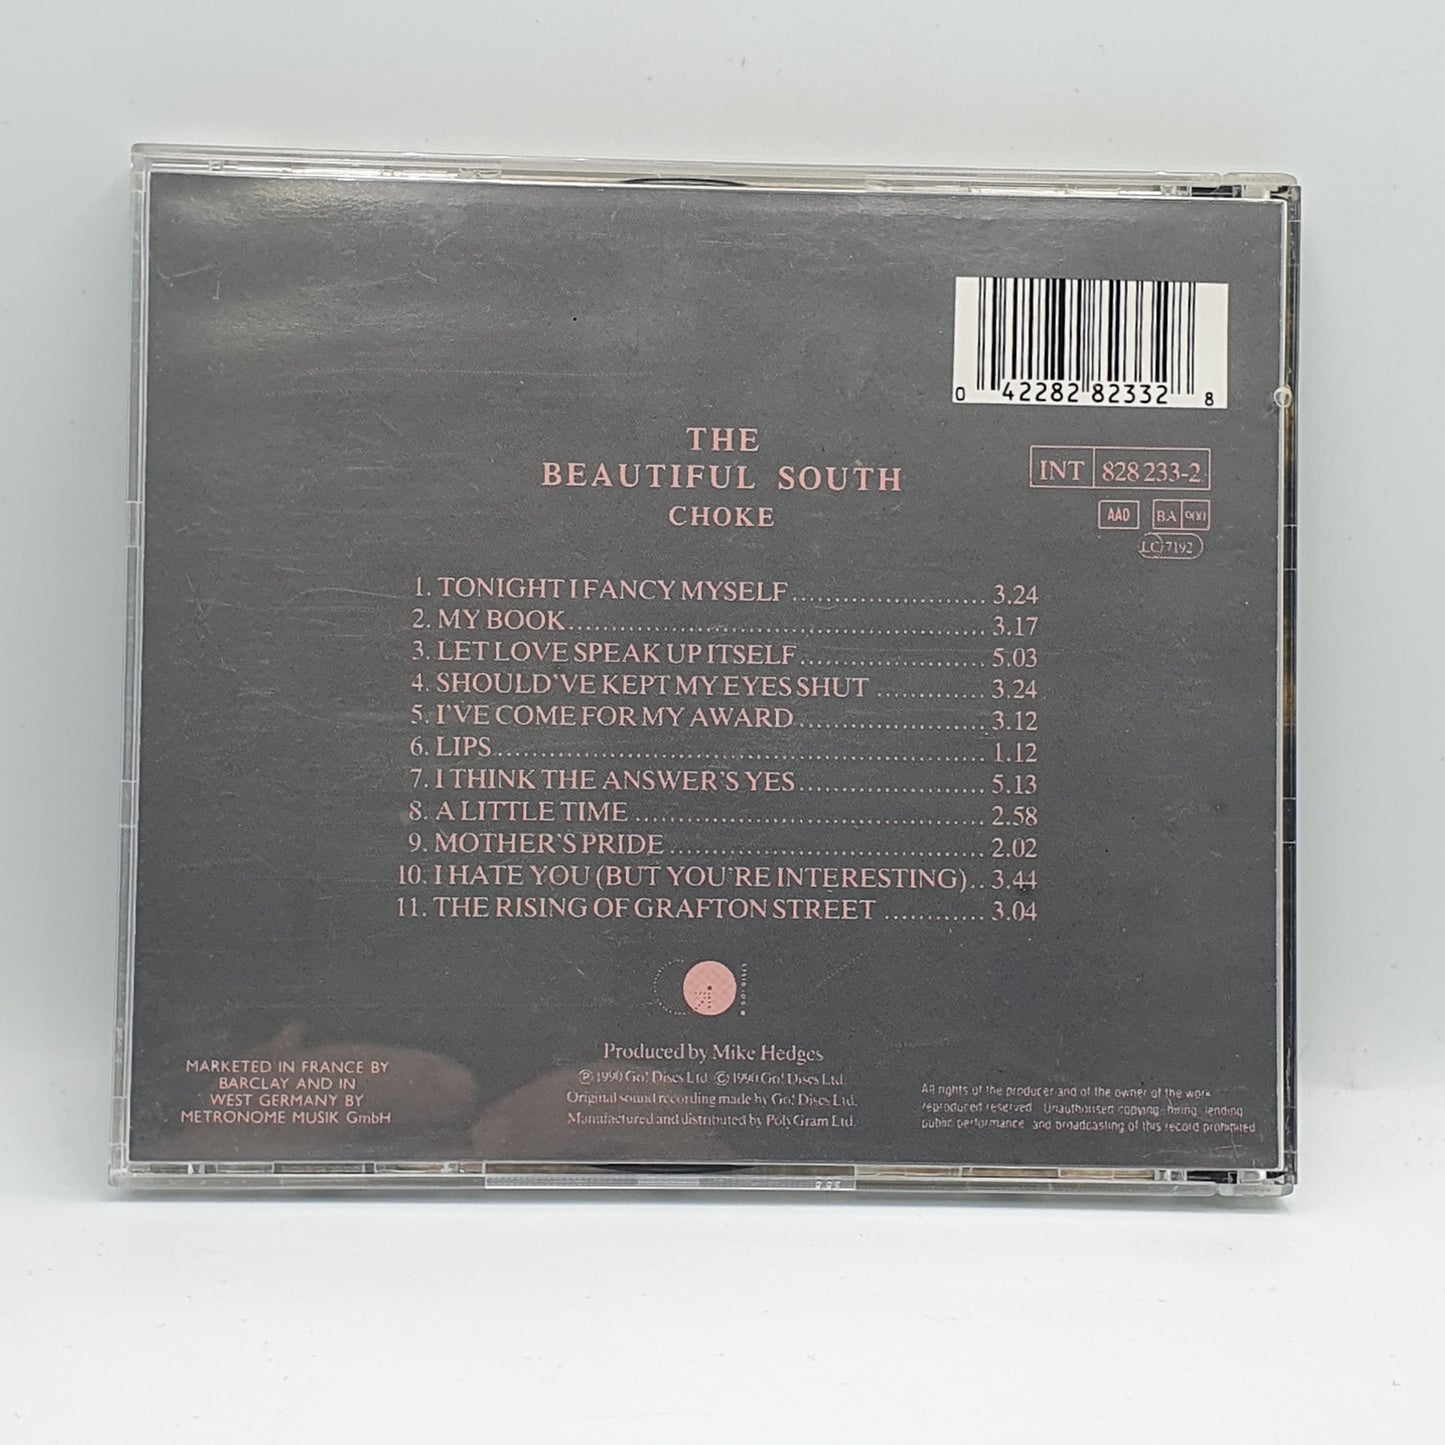 0 42282 82332 8
THE
BEAUTIFUL SOUTH
CHOKE
INT 828 233-2
AAD BA 900
LC 7192
1. TONIGHT I FANCY MYSELF ........................ 3.24
2. MY BOOK .................................................... 3.17
3. LET LOVE SPEAK UP ITSELF ....................... 5.03
4. SHOULD'VE KEPT MY EYES SHUT ............. 3.24
5. I'VE COME FOR MY AWARD ....................... 3.12
6. LIPS ............................................................. 1.12
7. I THINK THE ANSWER'S YES ....................... 5.13
8. A LITTLE TIME ........................................... 2.58
9. MOTHER'S PRIDE ....................................... 2.02
10. I HATE YOU (BUT YOU'RE INTERESTING) .. 3.44
11. THE RISING OF GRAFTON STREET ............ 3.04
GO! DISCS
Produced by Mike Hedges
℗ 1990 Go! Discs Ltd. © 1990 Go! Discs Ltd.
Original sound recording made by Go! Discs Ltd.
Manufactured and distributed by PolyGram Ltd.
MARKETED IN FRANCE BY
BARCLAY AND IN
WEST GERMANY BY
METRONOME MUSIK GmbH
All rights of the producer and of the owner of the work
reproduced reserved. Unauthorised copying, hiring, lending
public performance and broadcasting of this record prohibited